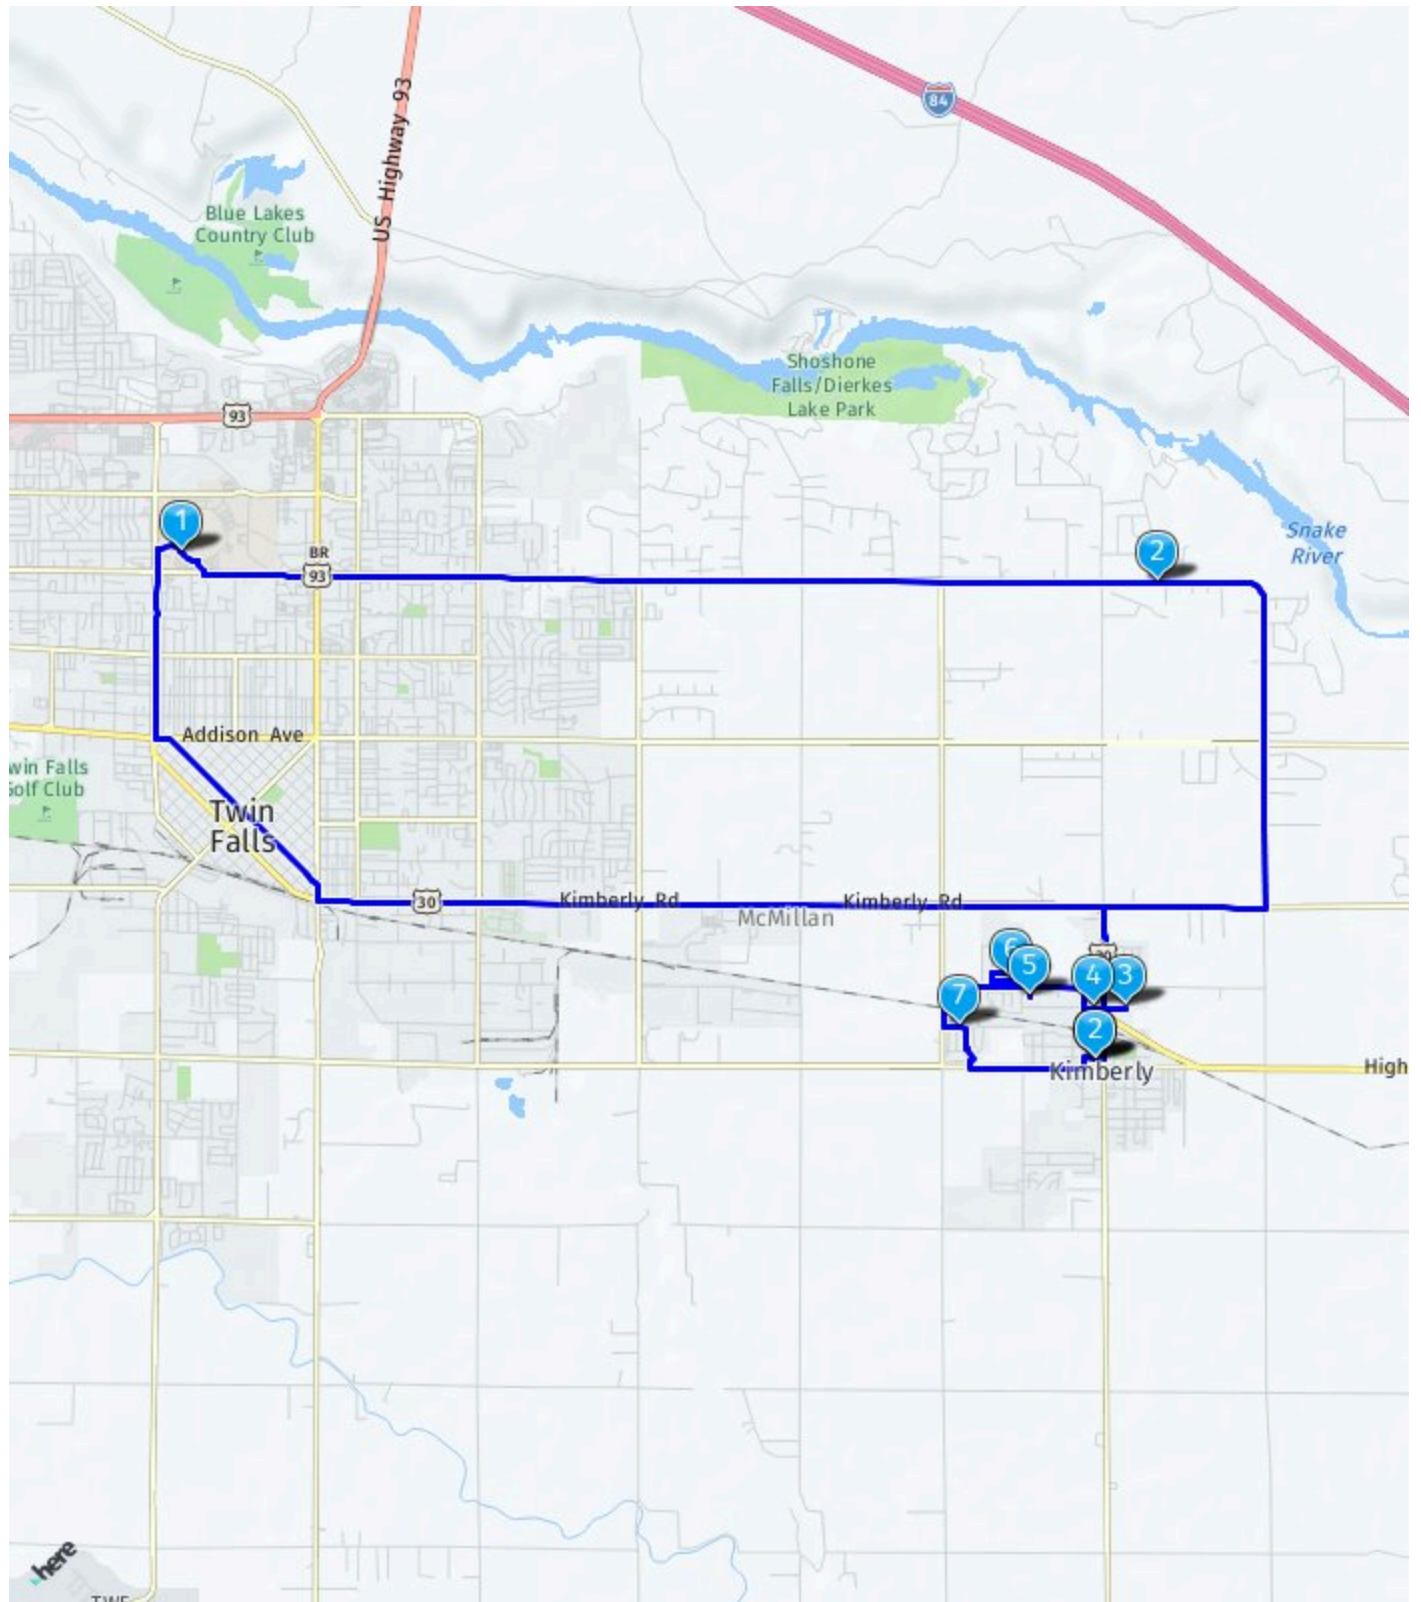 US Highway 93
84
Blue Lakes
Country Club
Shoshone
Falls/Dierkes
Lake Park
93
1
2
Snake
River
BR
93
Addison Ave
win Falls
Golf Club
Twin
Falls
30
Kimberly Rd
Kimberly Rd
McMillan
6
5
4
3
7
2
Kimberly
High
here
TWF